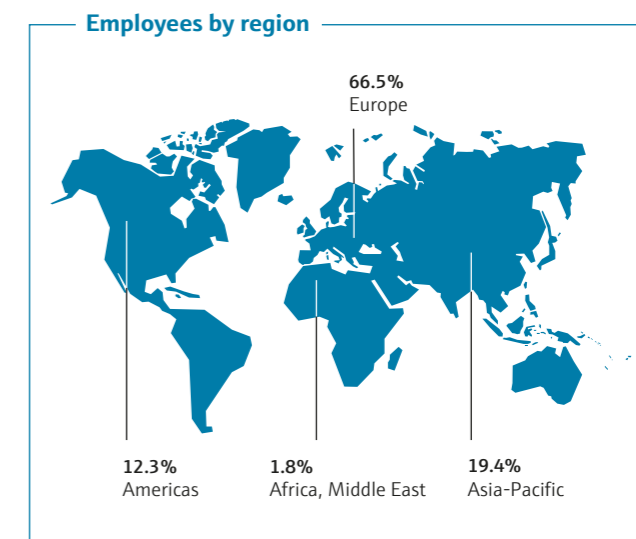 Employees by region
66.5%
Europe
12.3%
Americas
1.8%
Africa, Middle East
19.4%
Asia-Pacific